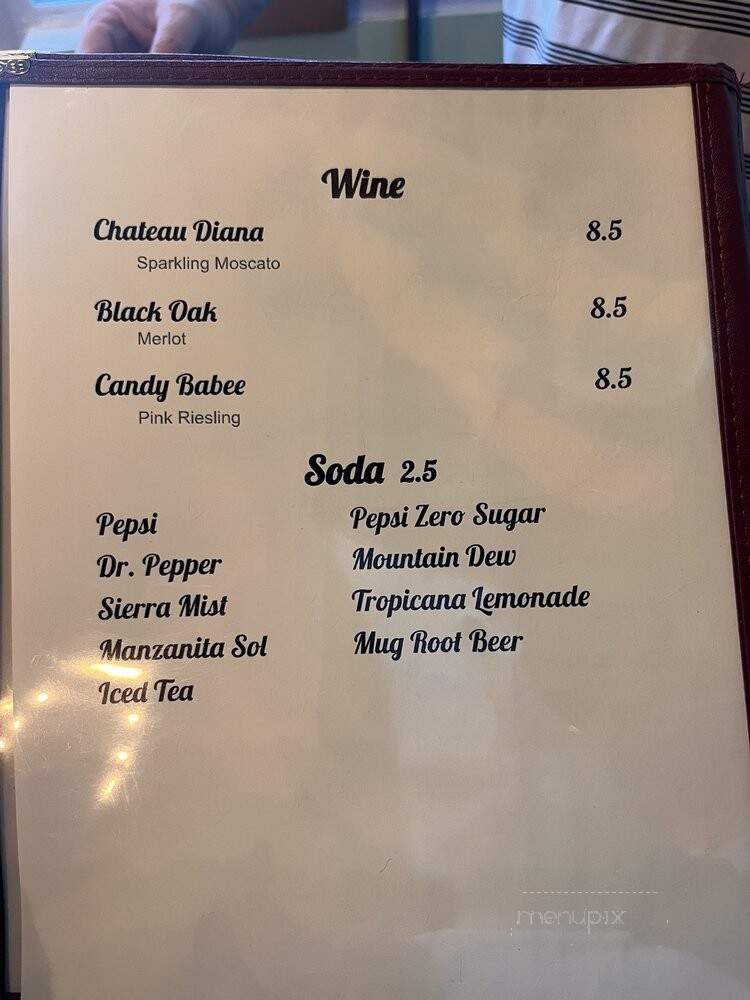 Wine
Chateau Diana 8.5
Sparkling Moscato
Black Oak 8.5
Merlot
Candy Babee 8.5
Pink Riesling
Soda 2.5
Pepsi Pepsi Zero Sugar
Dr. Pepper Mountain Dew
Sierra Mist Tropicana Lemonade
Manzanita Sol Mug Root Beer
Iced Tea
menupix